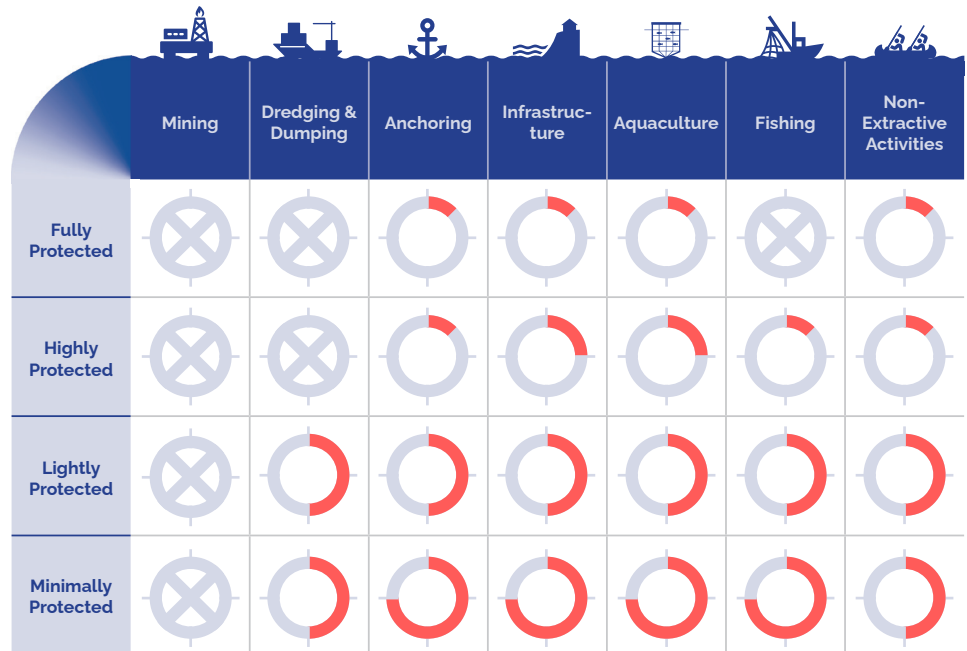 Mining
Dredging &
Dumping
Anchoring
Infrastruc-
ture
Aquaculture
Fishing
Non-
Extractive
Activities
Fully
Protected
Highly
Protected
Lightly
Protected
Minimally
Protected